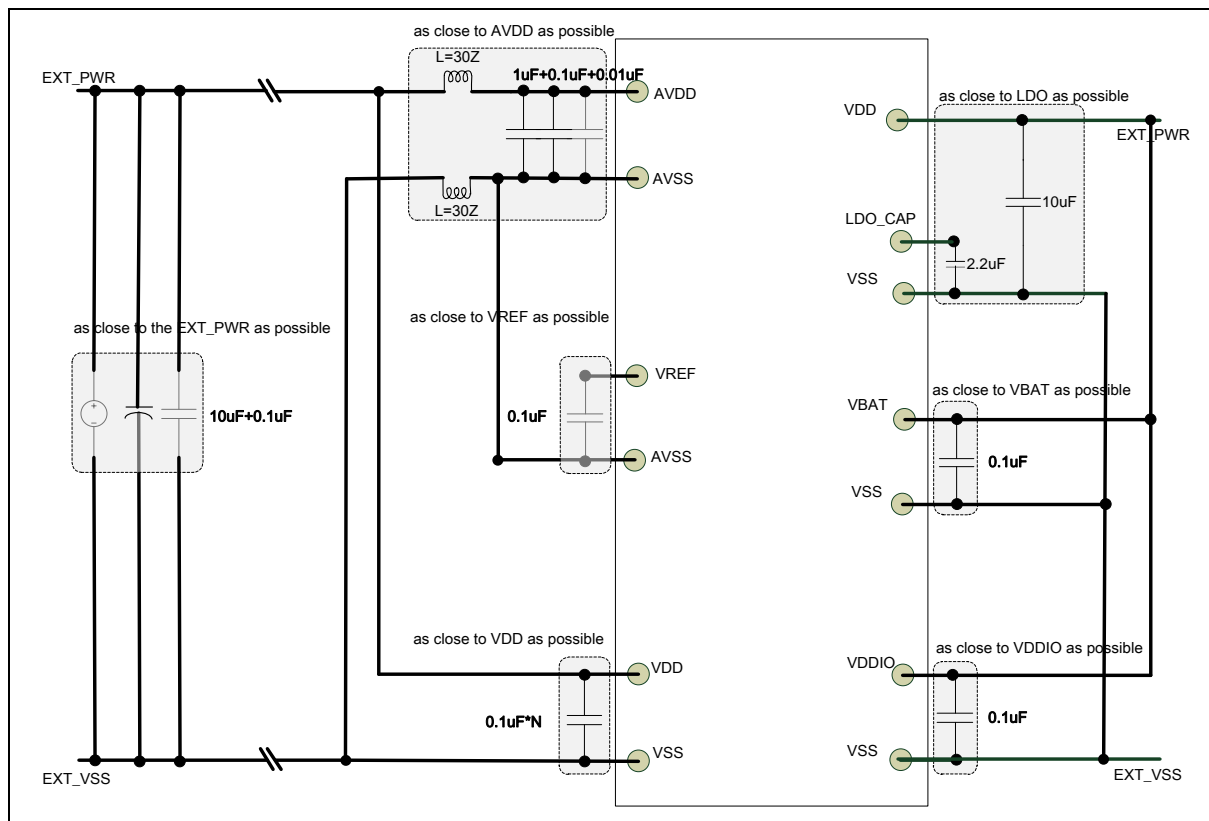 as close to AVDD as possible
L=30Z
EXT_PWR
1uF+0.1uF+0.01uF
AVDD
as close to LDO as possible
VDD
EXT_PWR
AVSS
L=30Z
10uF
LDO_CAP
2.2uF
VSS
as close to the EXT_PWR as possible
as close to VREF as possible
VREF
as close to VBAT as possible
10uF+0.1uF
0.1uF
VBAT
AVSS
0.1uF
VSS
as close to VDD as possible
as close to VDDIO as possible
VDD
VDDIO
0.1uF*N
0.1uF
VSS
VSS
EXT_VSS
EXT_VSS